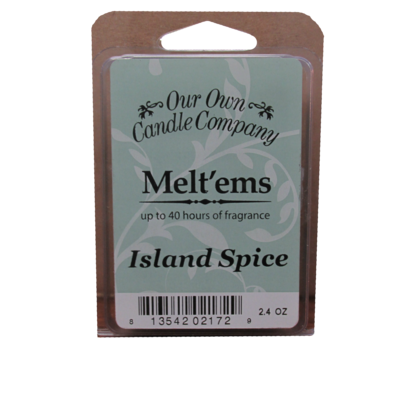 Our Own
Candle Company
Melt'ems
up to 40 hours of fragrance
Island Spice
8 13542 02172 9
2.4 OZ